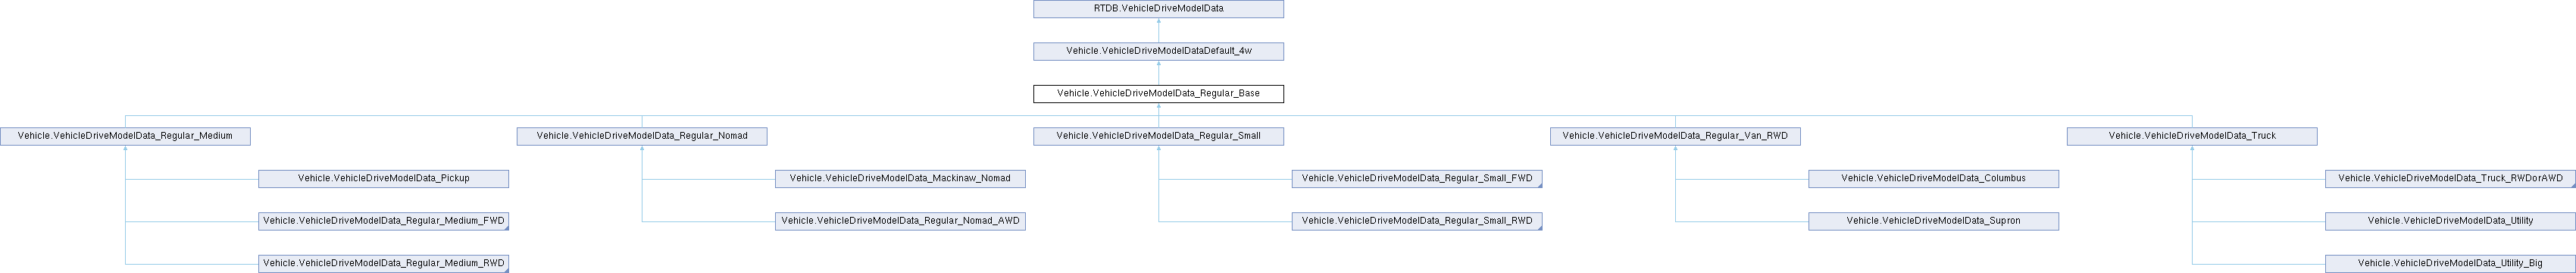 RTDB.VehicleDriveModelData
Vehicle.VehicleDriveModelDataDefault_4w
Vehicle.VehicleDriveModelData_Regular_Base
Vehicle.VehicleDriveModelData_Regular_Medium
Vehicle.VehicleDriveModelData_Regular_Nomad
Vehicle.VehicleDriveModelData_Regular_Small
Vehicle.VehicleDriveModelData_Regular_Van_RWD
Vehicle.VehicleDriveModelData_Truck
Vehicle.VehicleDriveModelData_Pickup
Vehicle.VehicleDriveModelData_Mackinaw_Nomad
Vehicle.VehicleDriveModelData_Regular_Small_FWD
Vehicle.VehicleDriveModelData_Columbus
Vehicle.VehicleDriveModelData_Truck_RWDorAWD
Vehicle.VehicleDriveModelData_Regular_Medium_FWD
Vehicle.VehicleDriveModelData_Regular_Nomad_AWD
Vehicle.VehicleDriveModelData_Regular_Small_RWD
Vehicle.VehicleDriveModelData_Supron
Vehicle.VehicleDriveModelData_Utility
Vehicle.VehicleDriveModelData_Regular_Medium_RWD
Vehicle.VehicleDriveModelData_Utility_Big